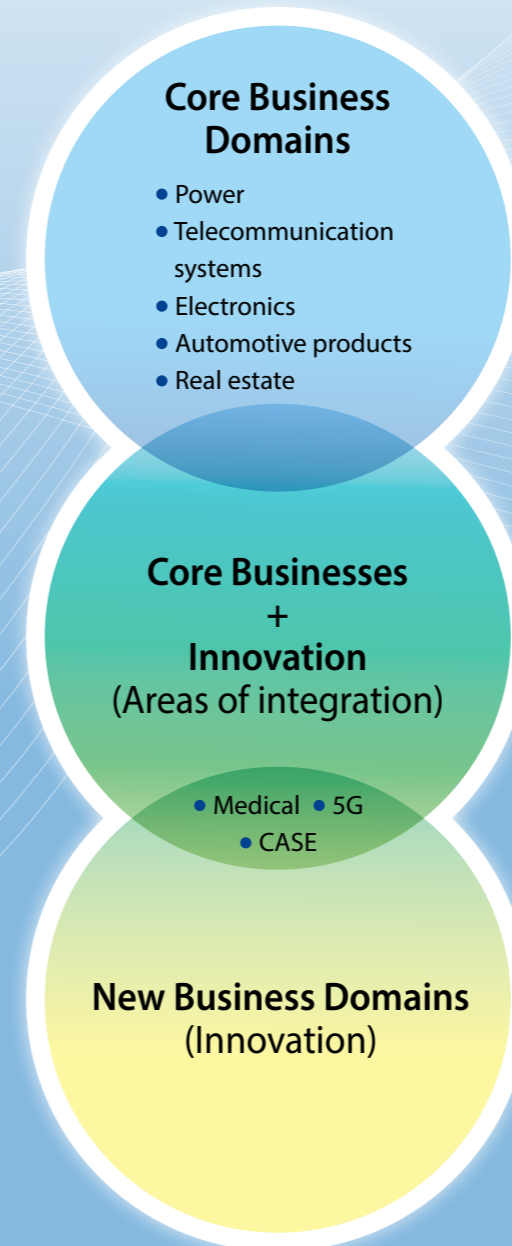 Core Business
Domains
• Power
• Telecommunication
systems
• Electronics
• Automotive products
• Real estate
Core Businesses
+
Innovation
(Areas of integration)
• Medical • 5G
• CASE
New Business Domains
(Innovation)